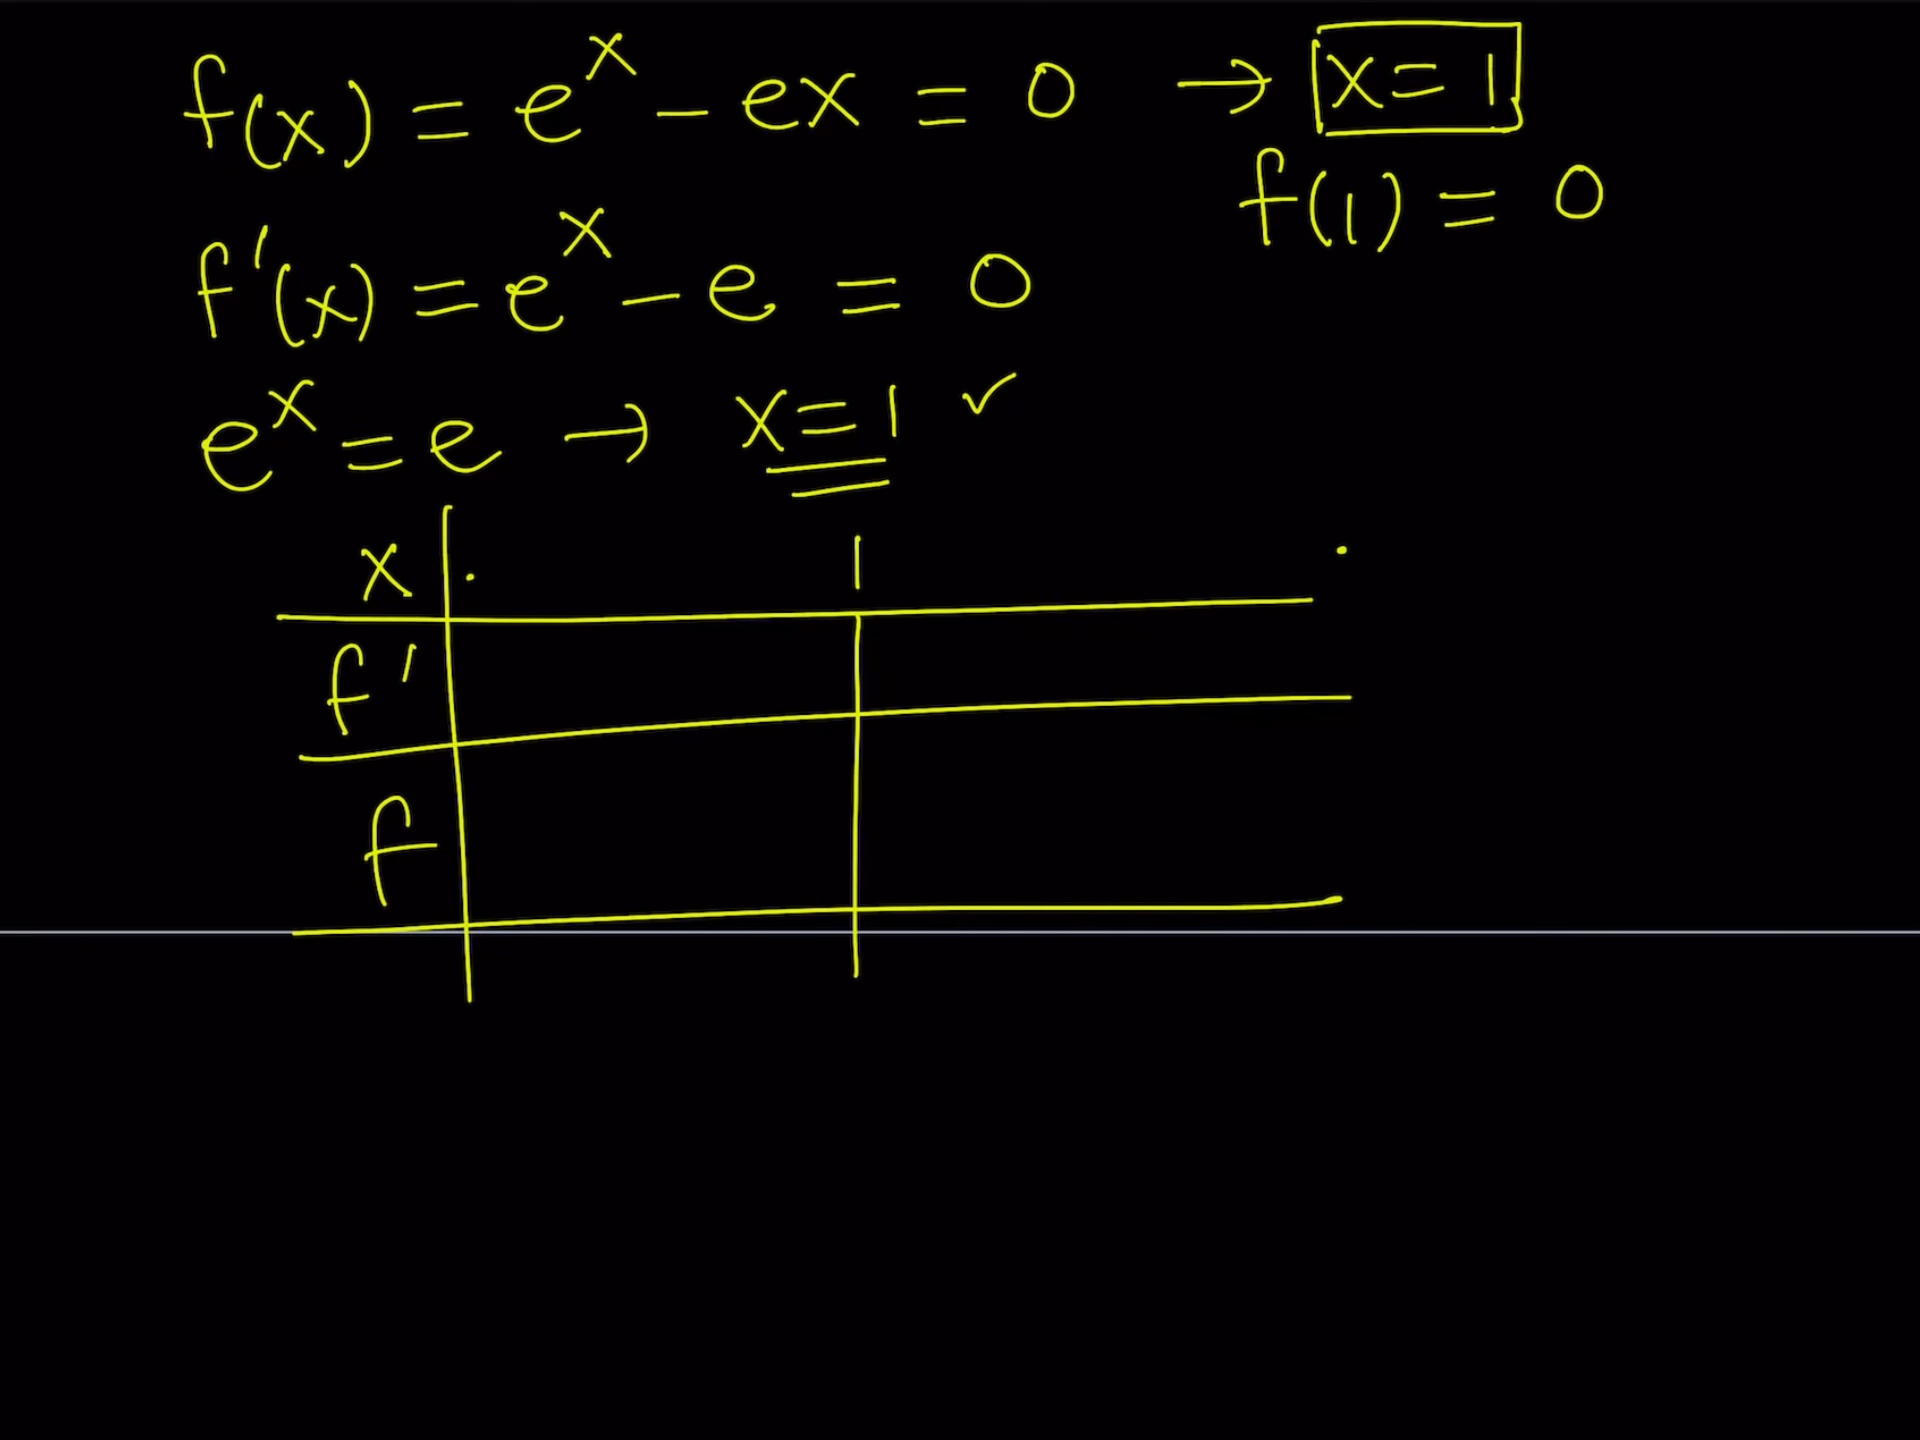 f(x) = e^x - ex = 0 → x = 1
f(1) = 0
f'(x) = e^x - e = 0
e^x = e → x = 1 ✓
x . 1 .
f'
f